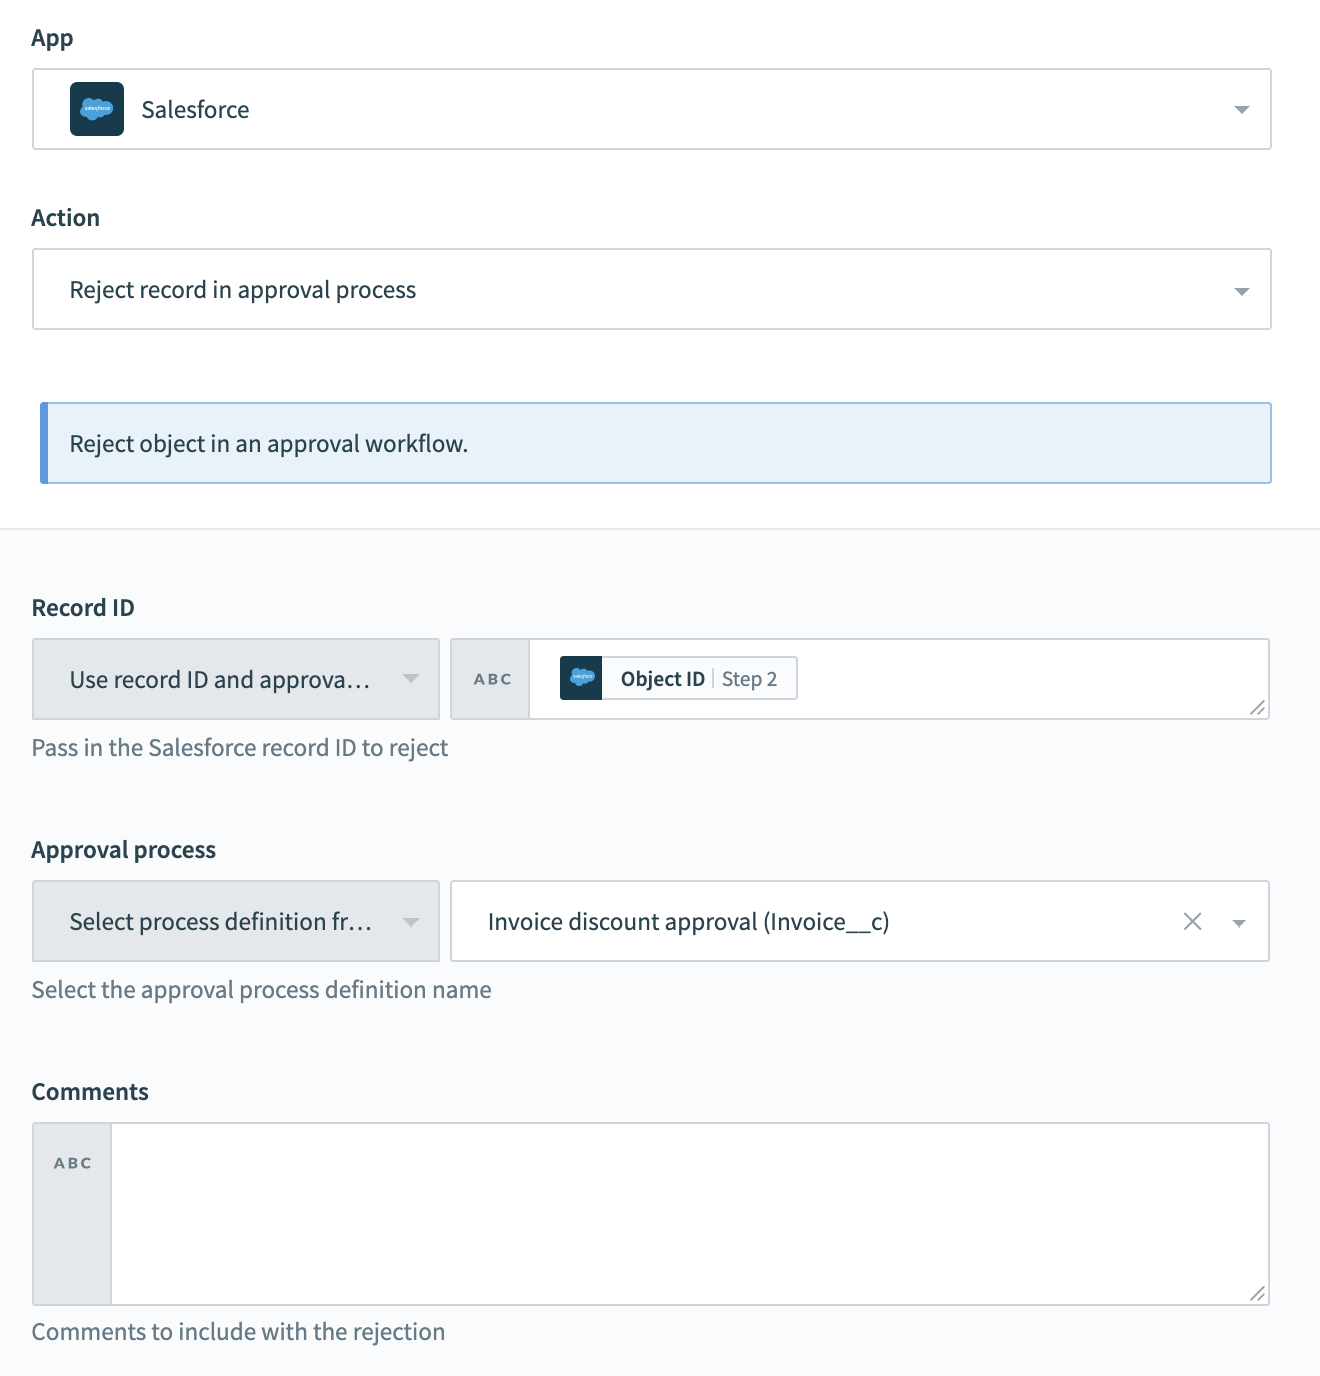 App
salesforce
Salesforce
Action
Reject record in approval process
Reject object in an approval workflow.
Record ID
Use record ID and approva...
ABC
salesforce
Object ID | Step 2
Pass in the Salesforce record ID to reject
Approval process
Select process definition fr...
Invoice discount approval (Invoice__c)
Select the approval process definition name
Comments
ABC
Comments to include with the rejection